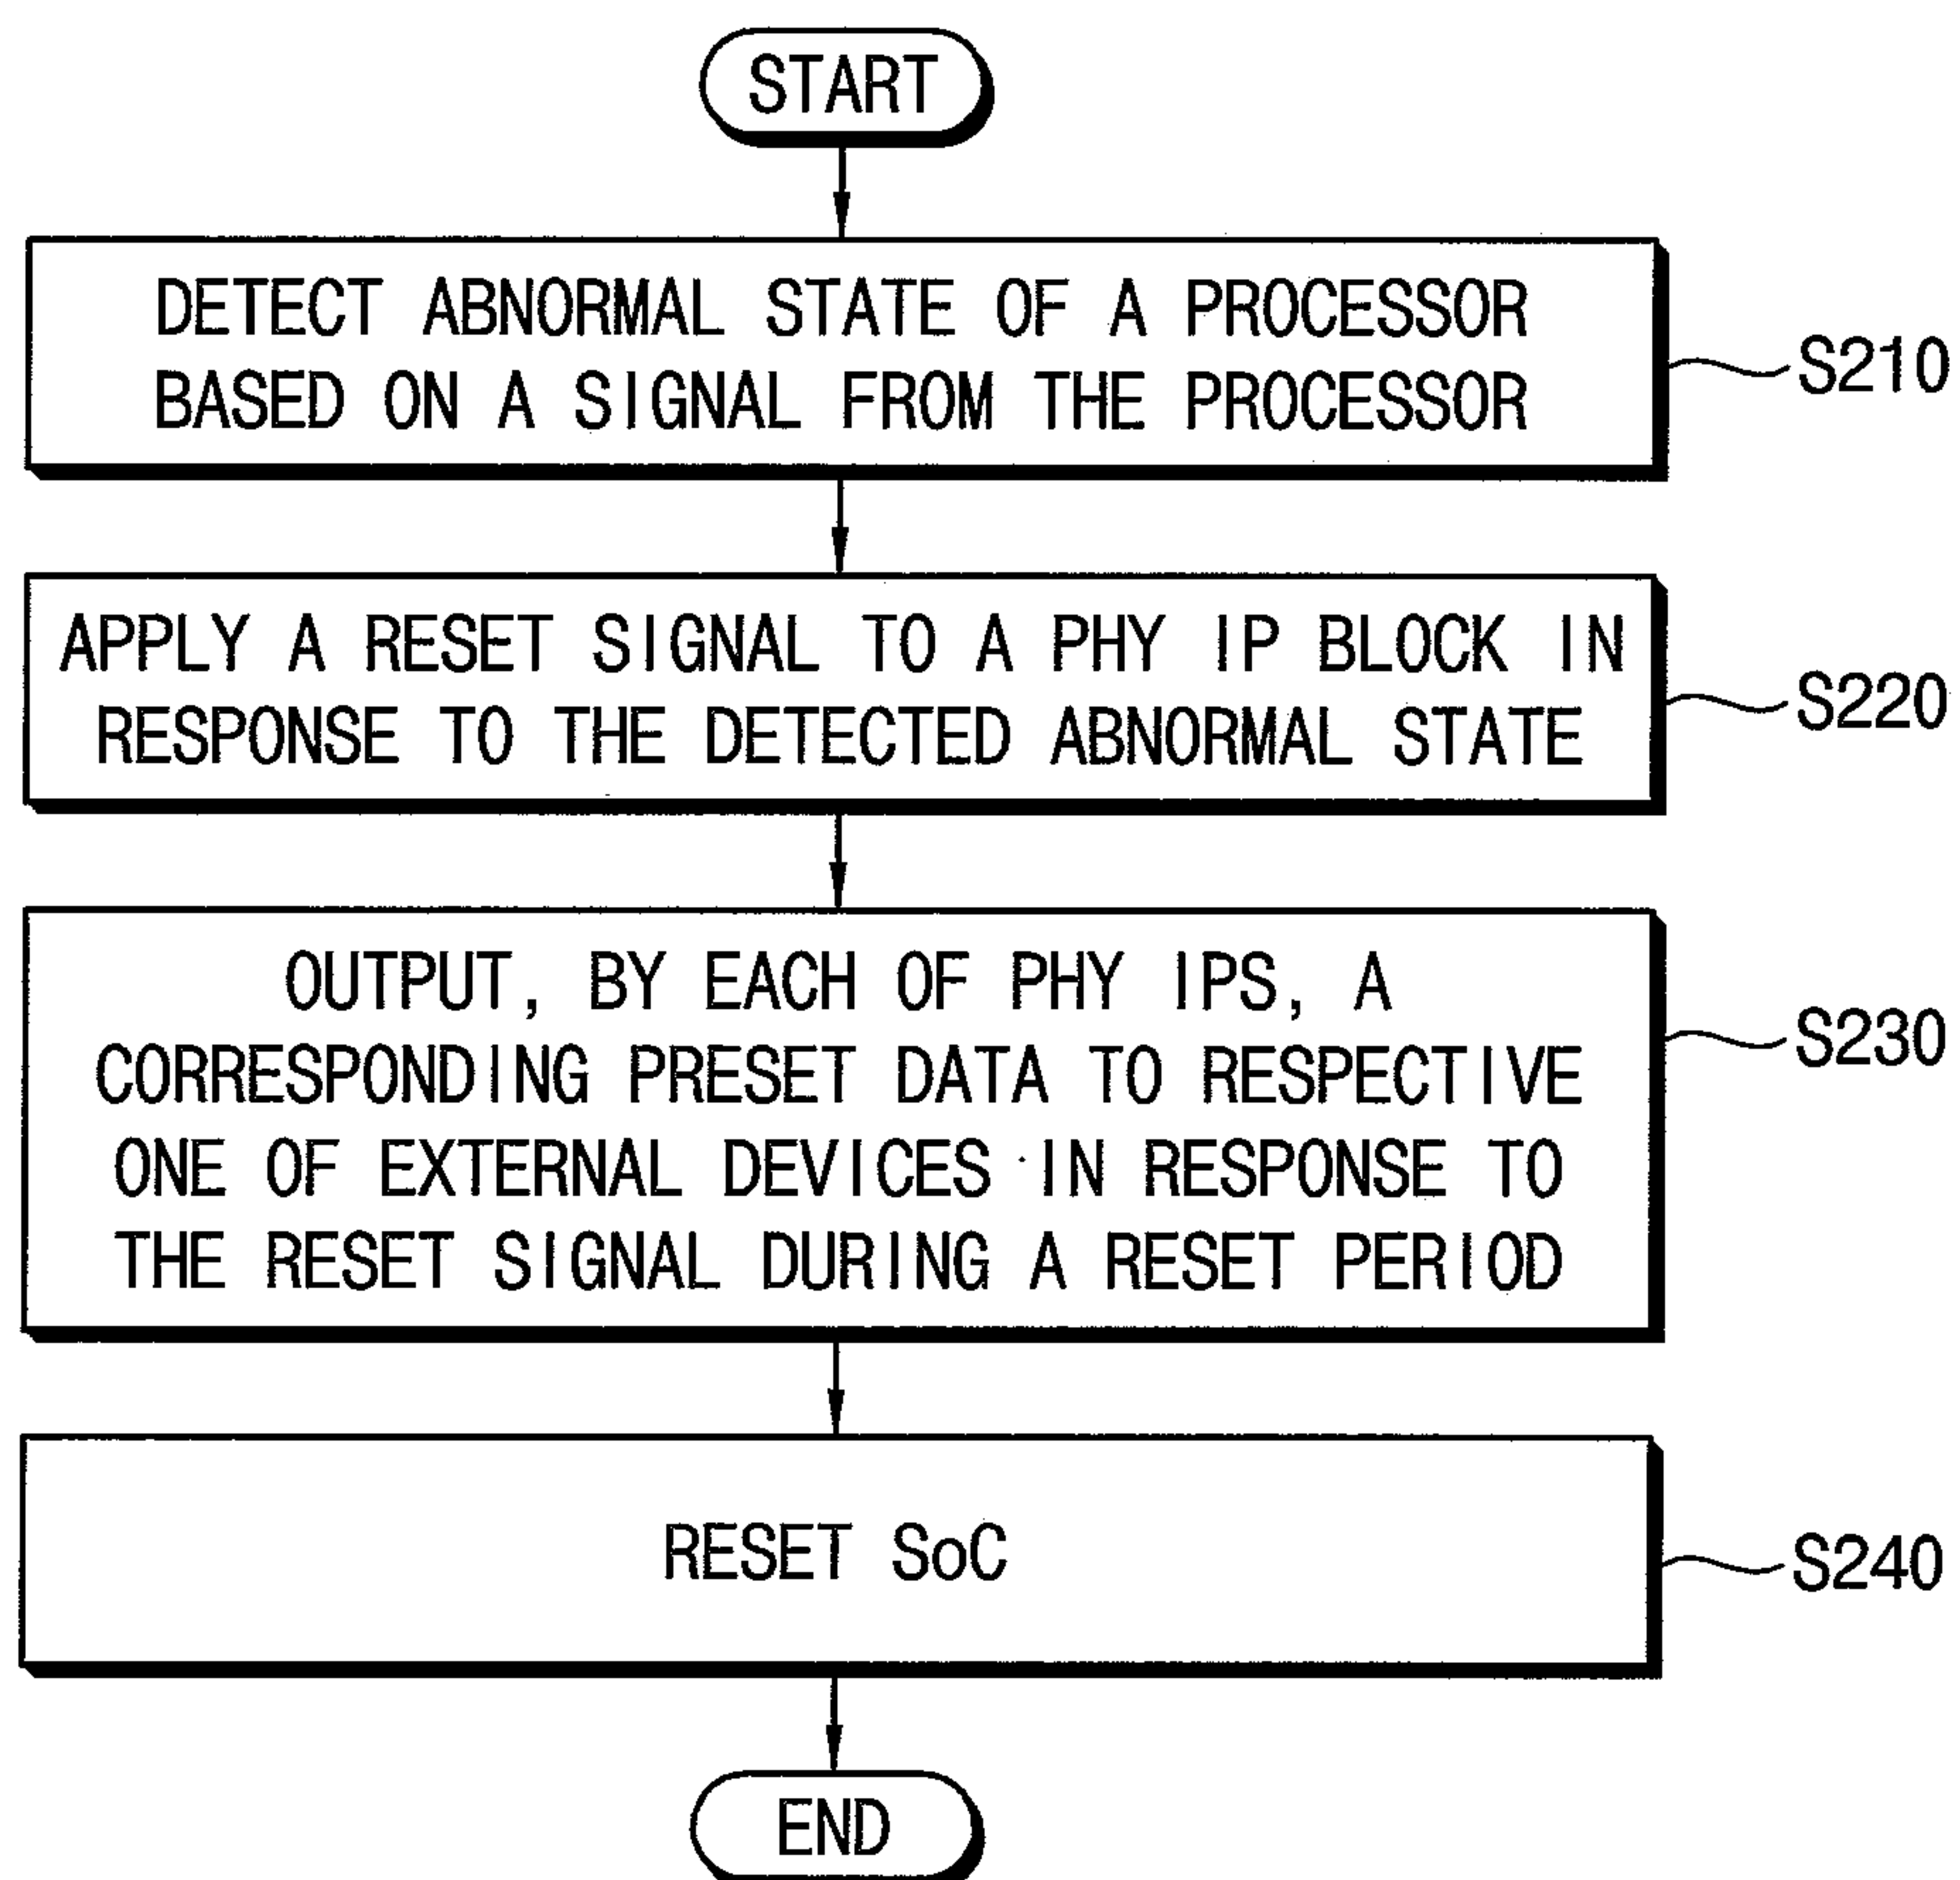 START
DETECT ABNORMAL STATE OF A PROCESSOR
BASED ON A SIGNAL FROM THE PROCESSOR
S210
APPLY A RESET SIGNAL TO A PHY IP BLOCK IN
RESPONSE TO THE DETECTED ABNORMAL STATE
S220
OUTPUT, BY EACH OF PHY IPS, A
CORRESPONDING PRESET DATA TO RESPECTIVE
ONE OF EXTERNAL DEVICES IN RESPONSE TO
THE RESET SIGNAL DURING A RESET PERIOD
S230
RESET SoC
S240
END